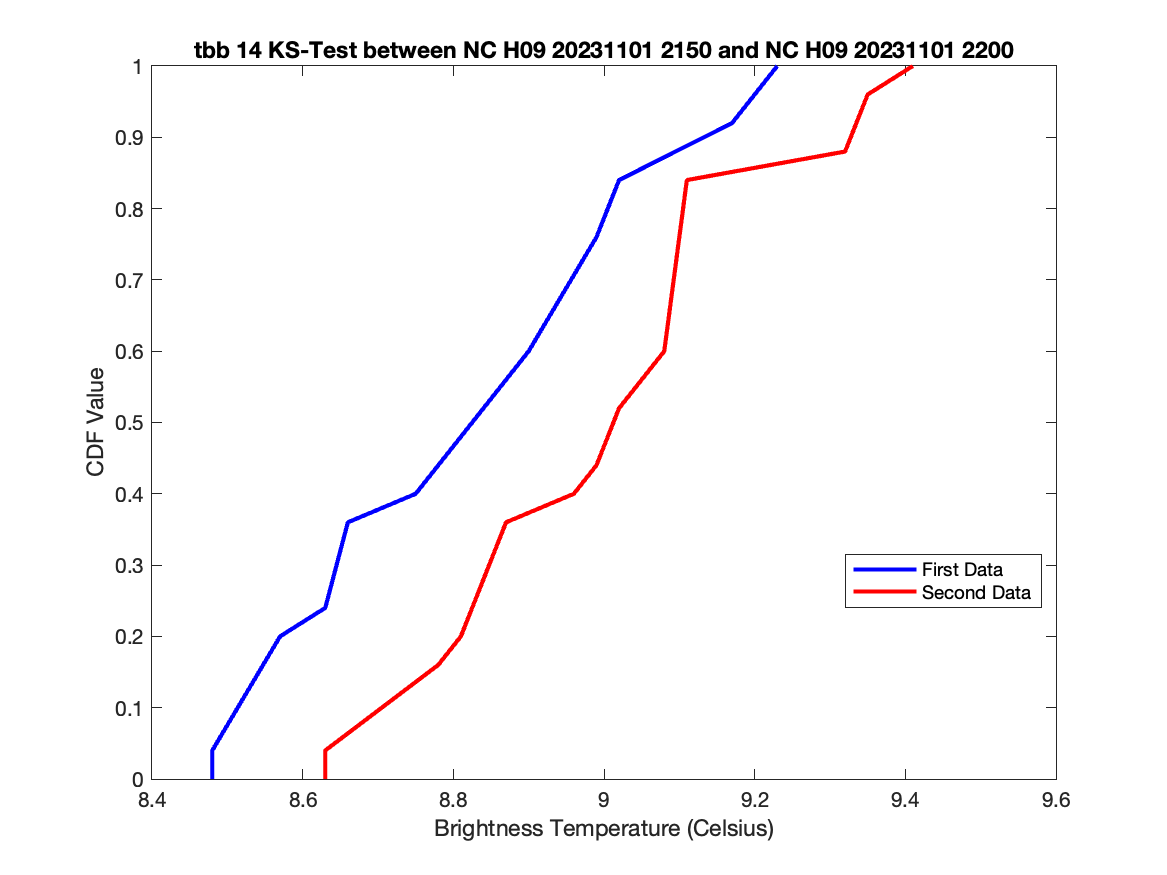 tbb 14 KS-Test between NC H09 20231101 2150 and NC H09 20231101 2200
1
0.9
0.8
0.7
0.6
0.5
0.4
0.3
0.2
0.1
0
CDF Value
First Data
Second Data
8.4 8.6 8.8 9 9.2 9.4 9.6
Brightness Temperature (Celsius)